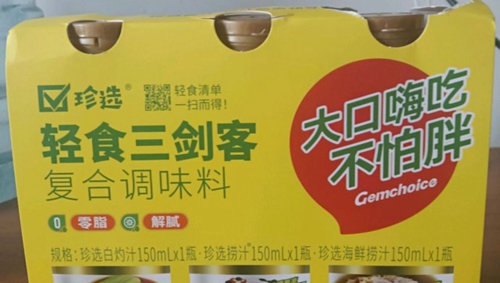 珍选®
轻食清单
一扫而得!
轻食三剑客
复合调味料
大口嗨吃
不怕胖
Gemchoice
0 零脂 解腻
规格:珍选白灼汁150mLx1瓶·珍选捞汁150mLx1瓶·珍选海鲜捞汁150mLx1瓶